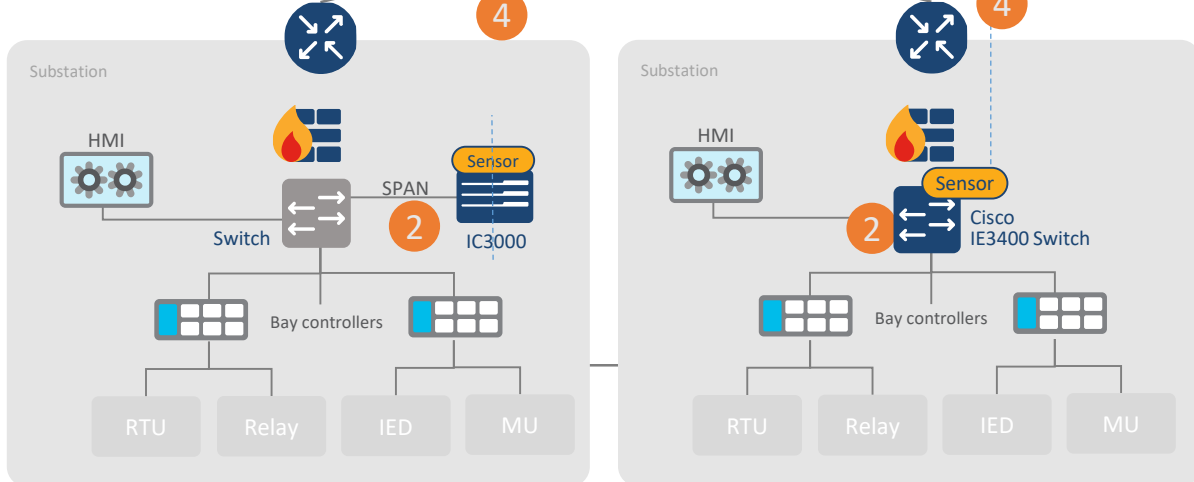 4
Substation
HMI
Sensor
SPAN
2
Switch
IC3000
Bay controllers
RTU
Relay
IED
MU
4
Substation
HMI
Sensor
2
Cisco
IE3400 Switch
Bay controllers
RTU
Relay
IED
MU